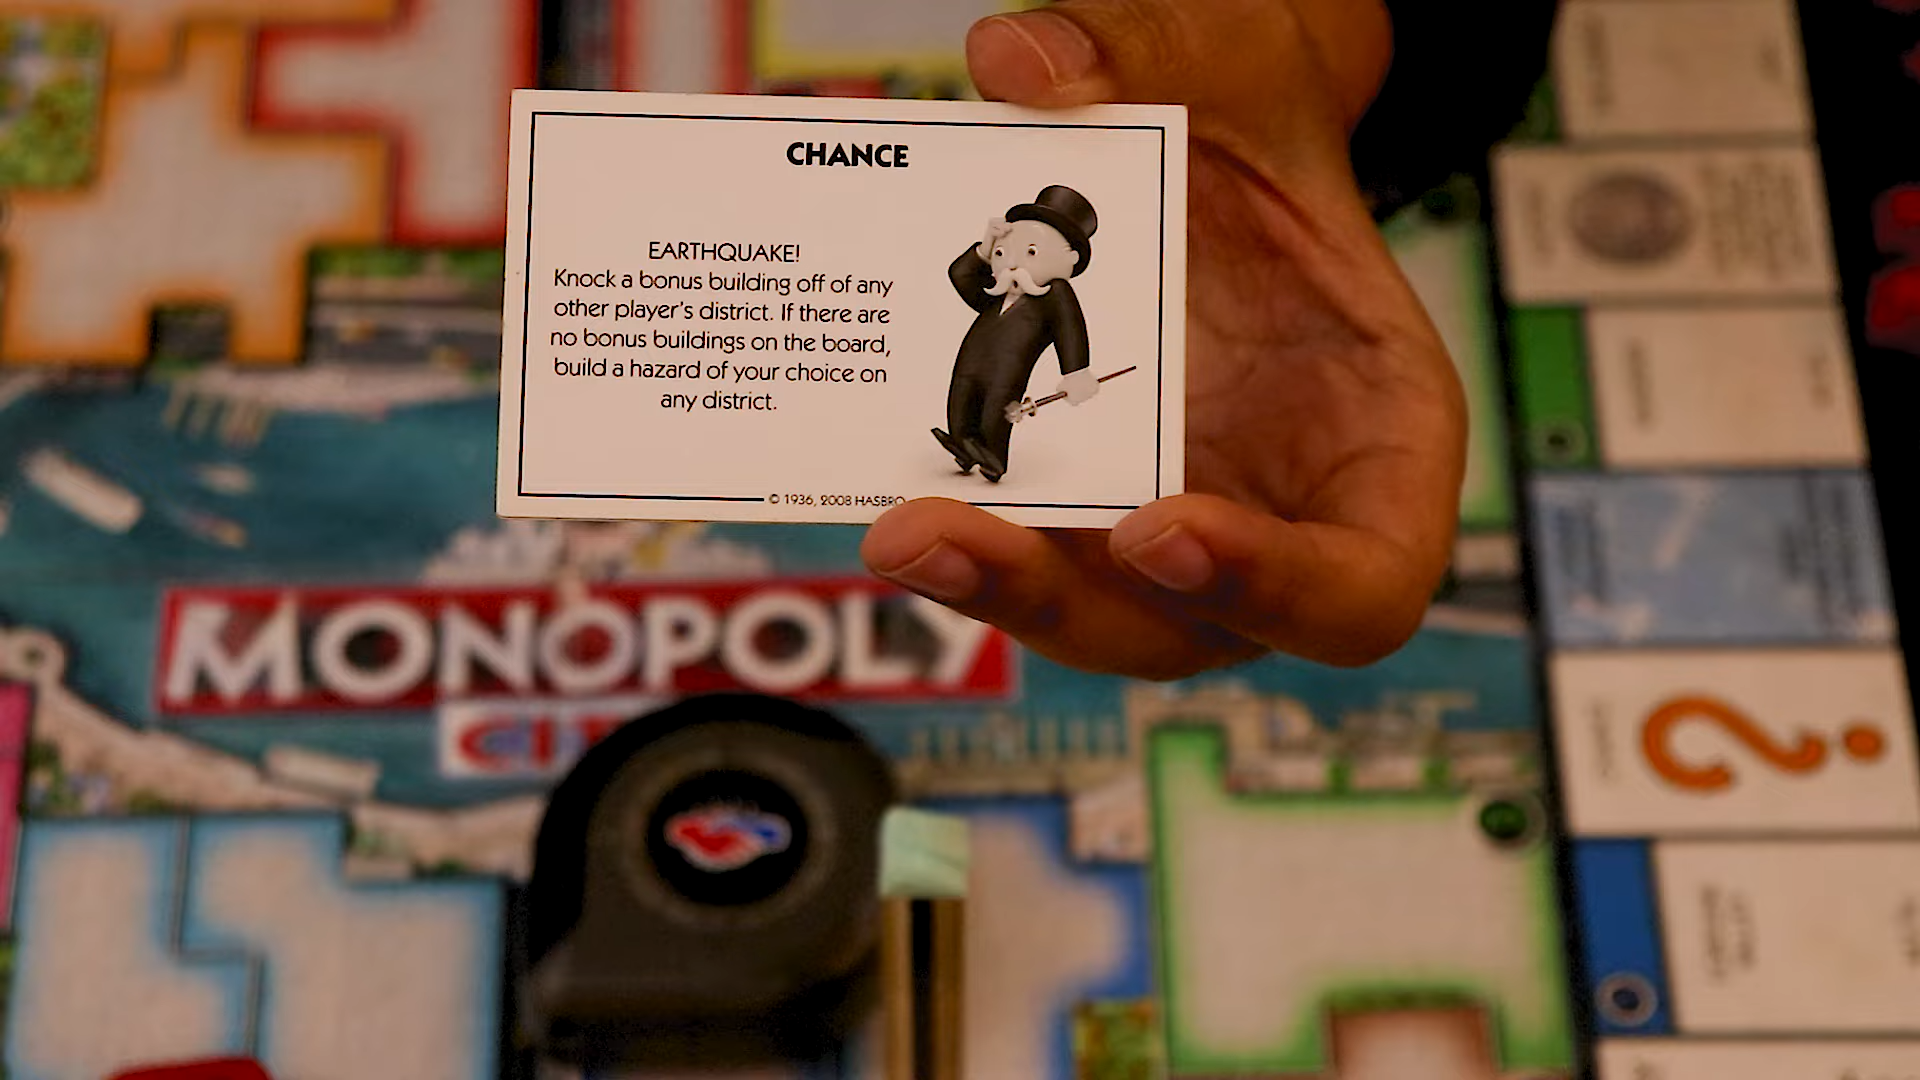 CHANCE
EARTHQUAKE!
Knock a bonus building off of any
other player's district. If there are
no bonus buildings on the board,
build a hazard of your choice on
any district.
© 1936, 2008 HASBRO
MONOPOLY
?